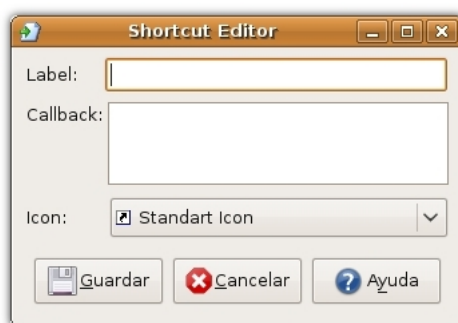 Shortcut Editor
Label:
Callback:
Icon: Standart Icon
Guardar Cancelar Ayuda